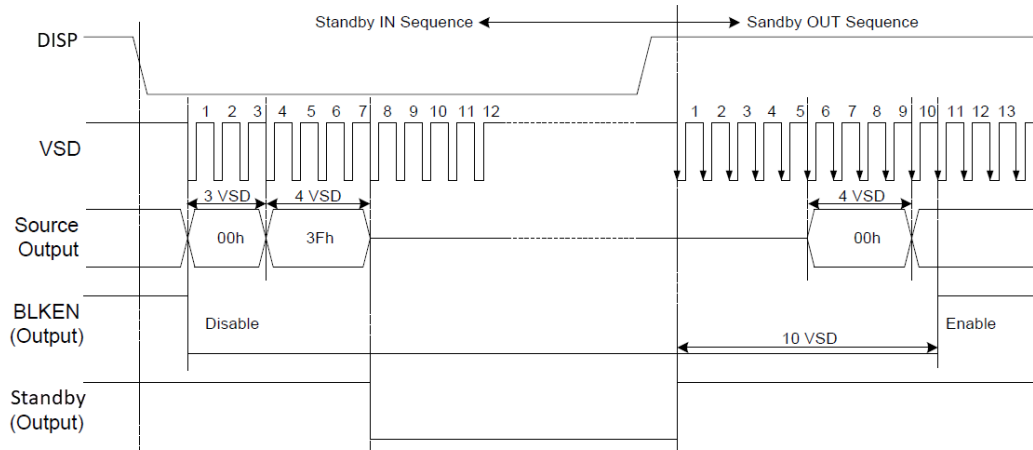 Standby IN Sequence Sandby OUT Sequence
DISP
1 2 3 4 5 6 7 8 9 10 11 12 1 2 3 4 5 6 7 8 9 10 11 12 13
VSD
3 VSD 4 VSD 4 VSD
Source
Output
00h 3Fh 00h
BLKEN
(Output)
Disable Enable
10 VSD
Standby
(Output)